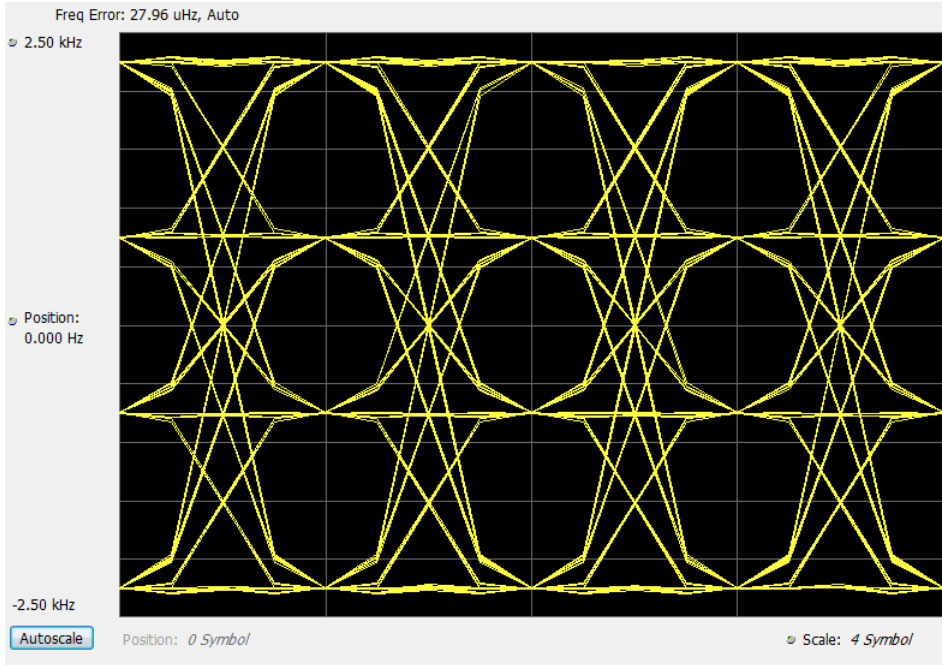 Freq Error: 27.96 uHz, Auto
2.50 kHz
Position:
0.000 Hz
-2.50 kHz
Autoscale
Position: 0 Symbol
Scale: 4 Symbol